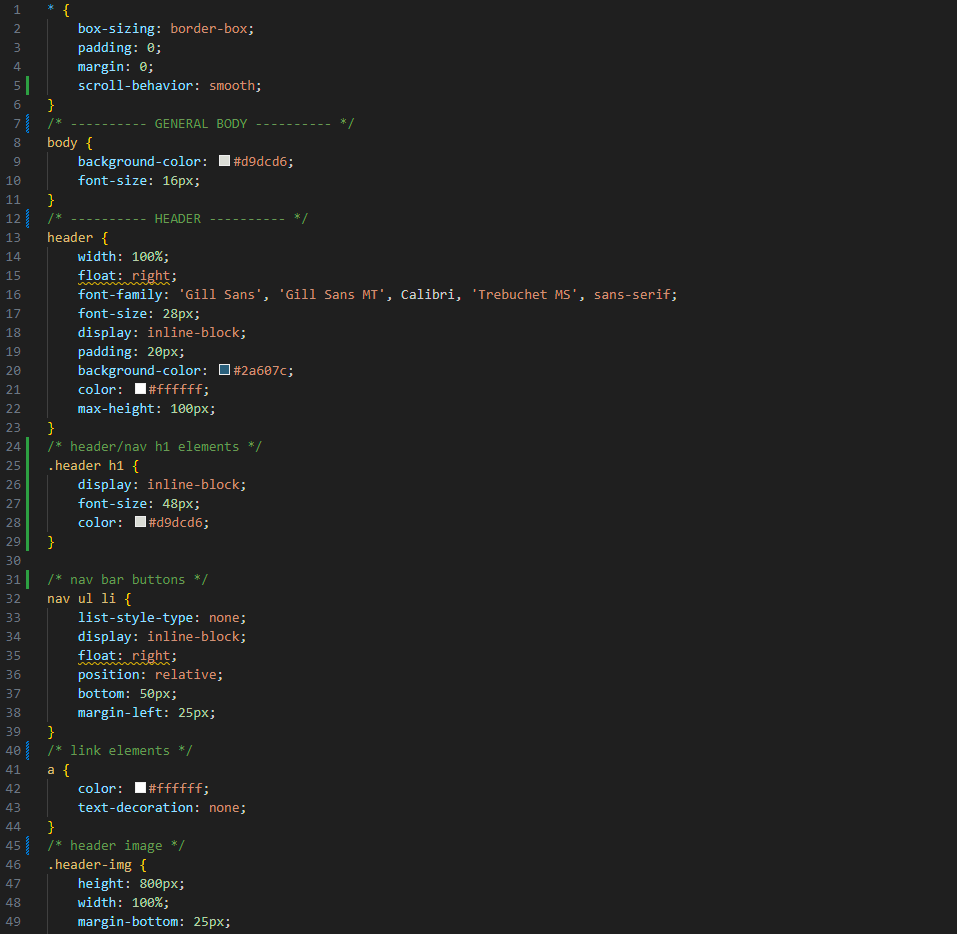 1 * {
2     box-sizing: border-box;
3     padding: 0;
4     margin: 0;
5     scroll-behavior: smooth;
6 }
7 /* ---------- GENERAL BODY ---------- */
8 body {
9     background-color: #d9dcd6;
10     font-size: 16px;
11 }
12 /* ---------- HEADER ---------- */
13 header {
14     width: 100%;
15     float: right;
16     font-family: 'Gill Sans', 'Gill Sans MT', Calibri, 'Trebuchet MS', sans-serif;
17     font-size: 28px;
18     display: inline-block;
19     padding: 20px;
20     background-color: #2a607c;
21     color: #ffffff;
22     max-height: 100px;
23 }
24 /* header/nav h1 elements */
25 .header h1 {
26     display: inline-block;
27     font-size: 48px;
28     color: #d9dcd6;
29 }
30
31 /* nav bar buttons */
32 nav ul li {
33     list-style-type: none;
34     display: inline-block;
35     float: right;
36     position: relative;
37     bottom: 50px;
38     margin-left: 25px;
39 }
40 /* link elements */
41 a {
42     color: #ffffff;
43     text-decoration: none;
44 }
45 /* header image */
46 .header-img {
47     height: 800px;
48     width: 100%;
49     margin-bottom: 25px;